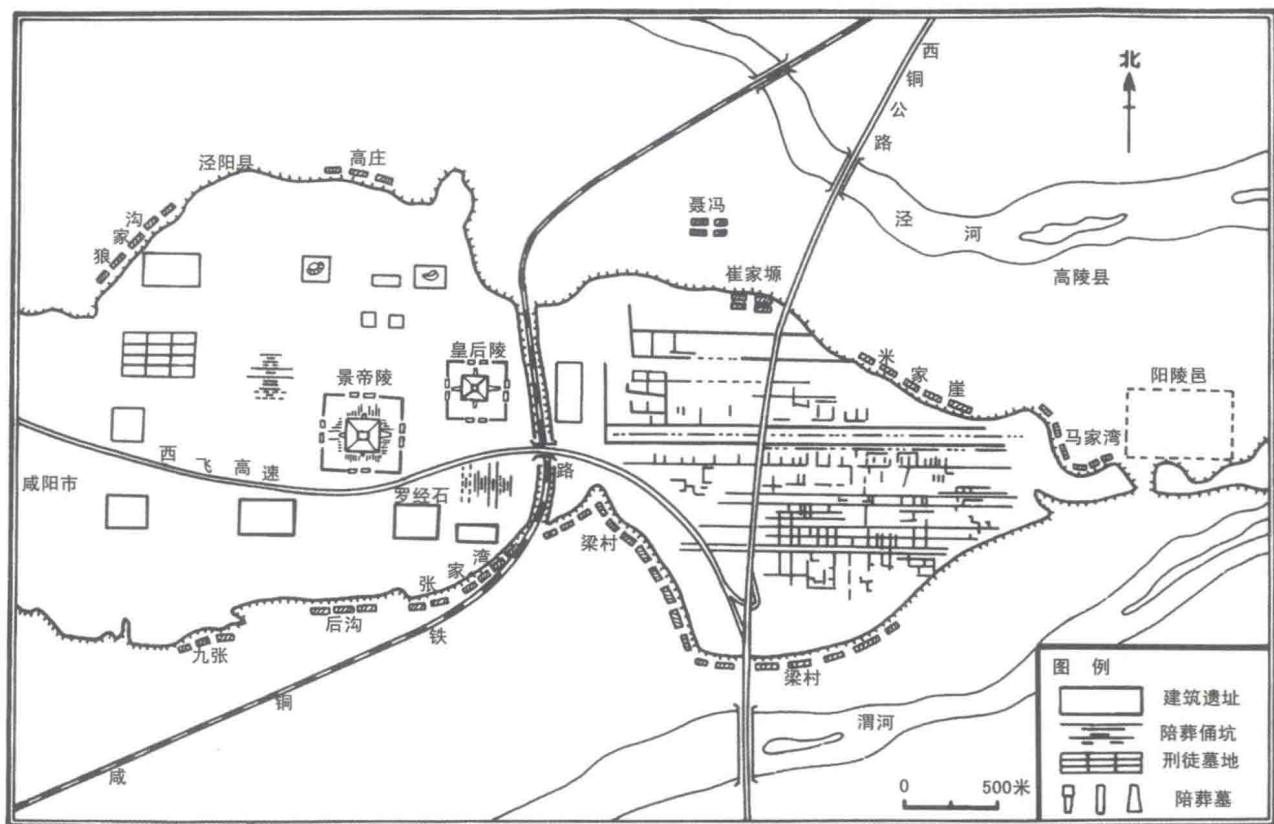 北
西铜公路
泾阳县
高庄
狼家沟
聂冯
泾河
高陵县
崔家塬
米家崖
阳陵邑
马家湾
皇后陵
景帝陵
西飞高速
咸阳市
罗经石
梁村
张家湾
后沟
九张
梁村
咸铜铁路
渭河
0 500米
图例
建筑遗址
陪葬俑坑
刑徒墓地
陪葬墓